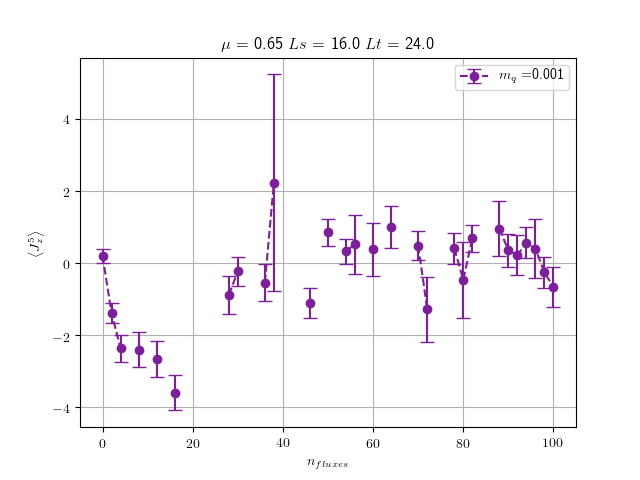 μ = 0.65 Ls = 16.0 Lt = 24.0
m_q =0.001
⟨J_z^5⟩
4
2
0
−2
−4
0 20 40 60 80 100
n_fluxes